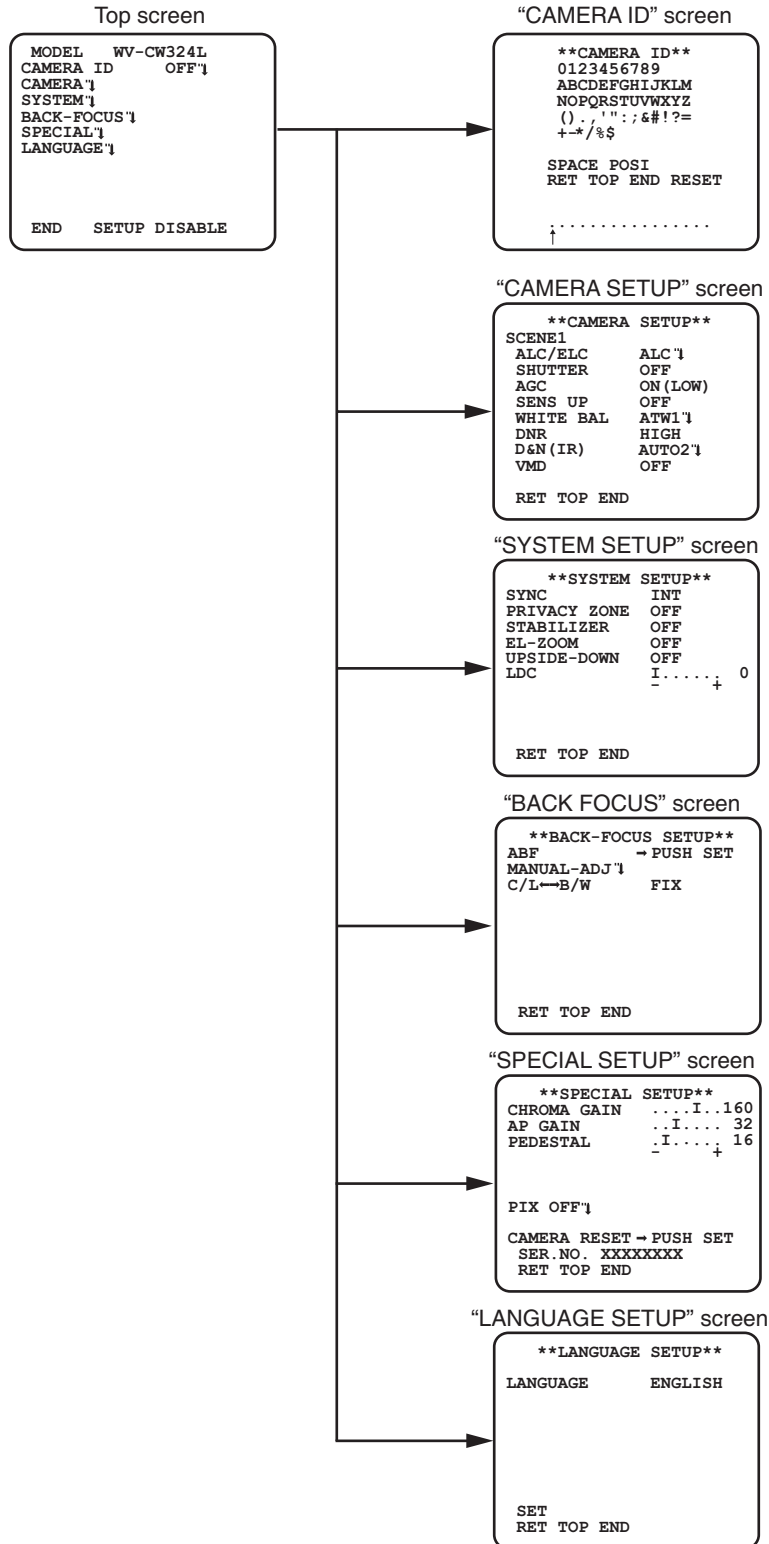 Top screen
MODEL WV-CW324L
CAMERA ID OFF
CAMERA
SYSTEM
BACK-FOCUS
SPECIAL
LANGUAGE
END SETUP DISABLE
“CAMERA ID” screen
**CAMERA ID**
0123456789
ABCDEFGHIJKLM
NOPQRSTUVWXYZ
().,'":;&#!?=
+-*/%$
SPACE POSI
RET TOP END RESET
................
↑
“CAMERA SETUP” screen
**CAMERA SETUP**
SCENE1
ALC/ELC ALC
SHUTTER OFF
AGC ON(LOW)
SENS UP OFF
WHITE BAL ATW1
DNR HIGH
D&N(IR) AUTO2
VMD OFF
RET TOP END
“SYSTEM SETUP” screen
**SYSTEM SETUP**
SYNC INT
PRIVACY ZONE OFF
STABILIZER OFF
EL-ZOOM OFF
UPSIDE-DOWN OFF
LDC I...... 0
- +
RET TOP END
“BACK FOCUS” screen
**BACK-FOCUS SETUP**
ABF → PUSH SET
MANUAL-ADJ
C/L↔B/W FIX
RET TOP END
“SPECIAL SETUP” screen
**SPECIAL SETUP**
CHROMA GAIN ....I..160
AP GAIN ..I.... 32
PEDESTAL .I..... 16
- +
PIX OFF
CAMERA RESET → PUSH SET
SER.NO. XXXXXXXX
RET TOP END
“LANGUAGE SETUP” screen
**LANGUAGE SETUP**
LANGUAGE ENGLISH
SET
RET TOP END